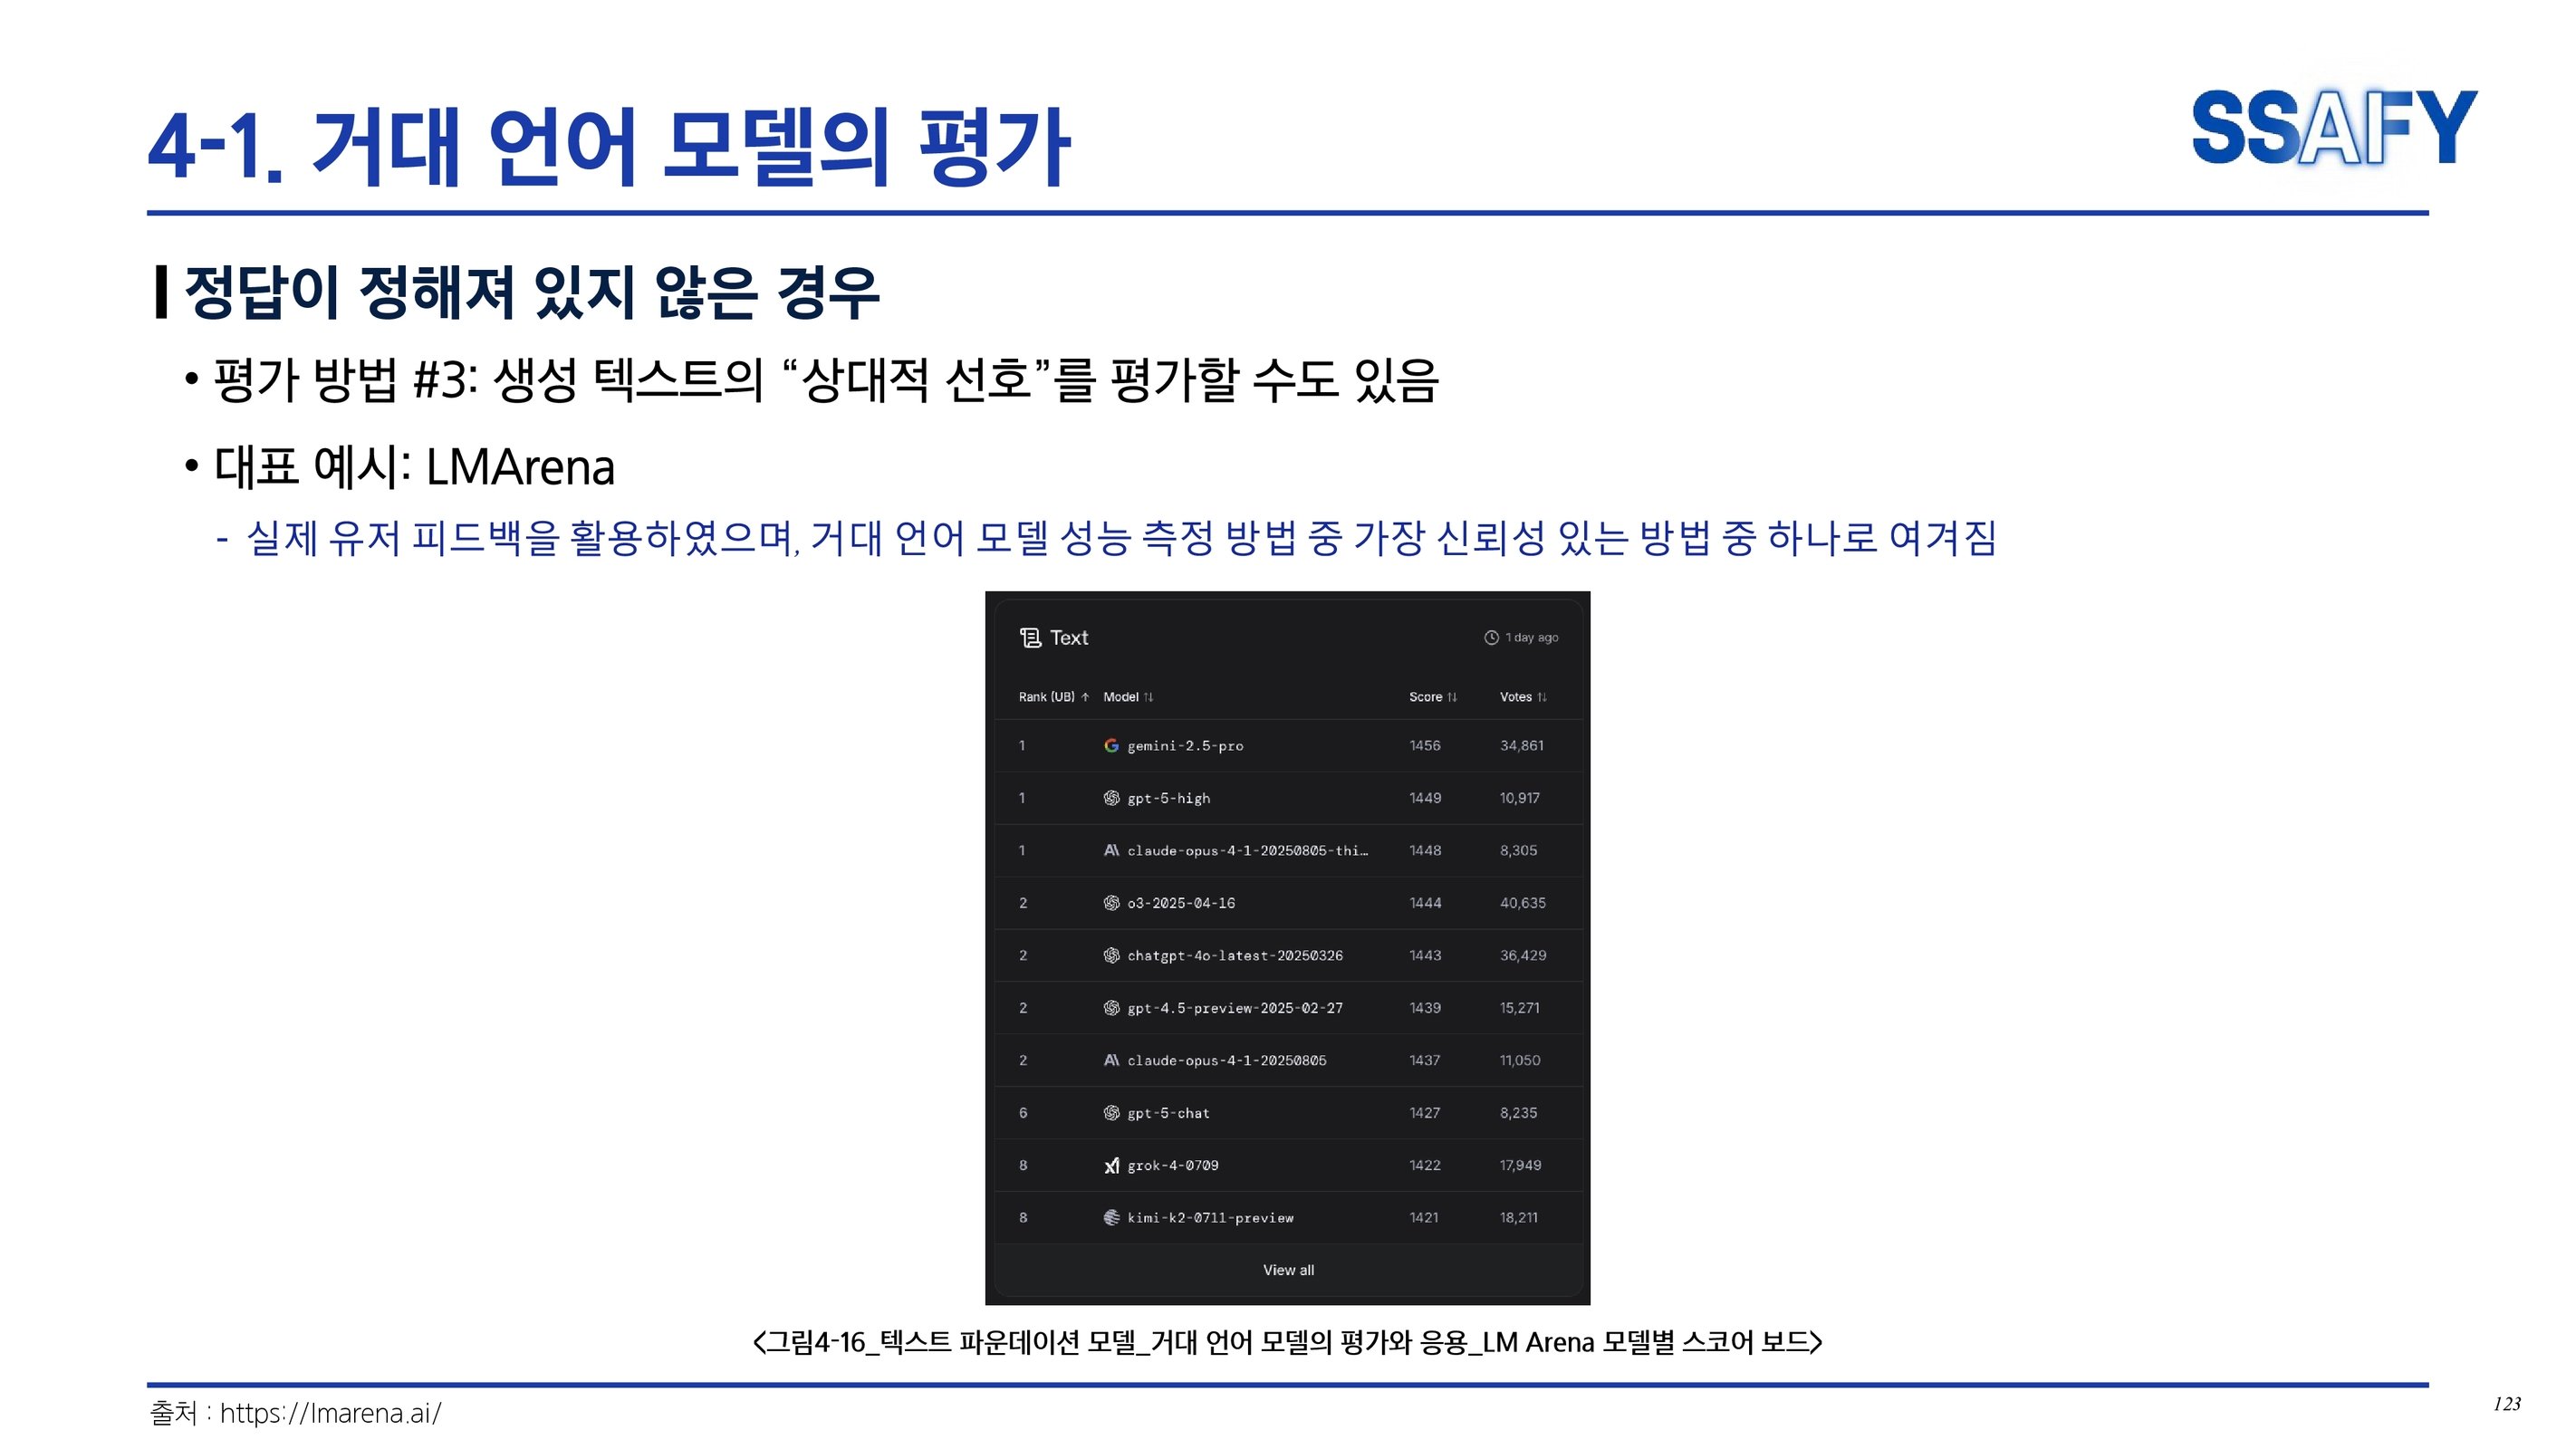 4-1. 거대 언어 모델의 평가
SSAFY
정답이 정해져 있지 않은 경우
• 평가 방법 #3: 생성 텍스트의 “상대적 선호”를 평가할 수도 있음
• 대표 예시: LMArena
- 실제 유저 피드백을 활용하였으며, 거대 언어 모델 성능 측정 방법 중 가장 신뢰성 있는 방법 중 하나로 여겨짐
Text 1 day ago
Rank (UB) ↑ Model ↑↓ Score ↑↓ Votes ↑↓
1 gemini-2.5-pro 1456 34,861
1 gpt-5-high 1449 10,917
1 claude-opus-4-1-20250805-thi… 1448 8,305
2 o3-2025-04-16 1444 40,635
2 chatgpt-4o-latest-20250326 1443 36,429
2 gpt-4.5-preview-2025-02-27 1439 15,271
2 claude-opus-4-1-20250805 1437 11,050
6 gpt-5-chat 1427 8,235
8 grok-4-0709 1422 17,949
8 kimi-k2-0711-preview 1421 18,211
View all
<그림4-16_텍스트 파운데이션 모델_거대 언어 모델의 평가와 응용_LM Arena 모델별 스코어 보드>
출처 : https://lmarena.ai/
123